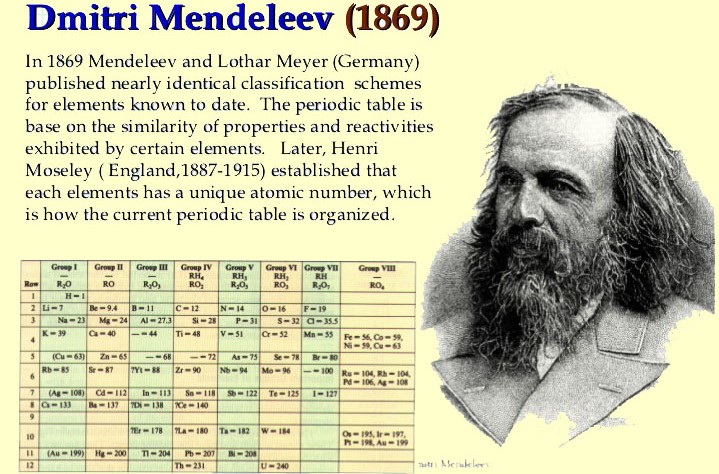 Dmitri Mendeleev (1869)
In 1869 Mendeleev and Lothar Meyer (Germany)
published nearly identical classification schemes
for elements known to date. The periodic table is
base on the similarity of properties and reactivities
exhibited by certain elements. Later, Henri
Moseley ( England,1887-1915) established that
each elements has a unique atomic number, which
is how the current periodic table is organized.
Group I Group II Group III Group IV Group V Group VI Group VII Group VIII
— — — RH₄ RH₃ RH₂ RH —
Row R₂O RO R₂O₃ RO₂ R₂O₅ RO₃ R₂O₇ RO₄
1 H=1
2 Li=7 Be=9.4 B=11 C=12 N=14 O=16 F=19
3 Na=23 Mg=24 Al=27.3 Si=28 P=31 S=32 Cl=35.5
4 K=39 Ca=40 —=44 Ti=48 V=51 Cr=52 Mn=55 Fe=56, Co=59,
Ni=59, Cu=63
5 (Cu=63) Zn=65 —=68 —=72 As=75 Se=78 Br=80
6 Rb=85 Sr=87 ?Yt=88 Zr=90 Nb=94 Mo=96 —=100 Ru=104, Rh=104,
Pd=106, Ag=108
7 (Ag=108) Cd=112 In=113 Sn=118 Sb=122 Te=125 I=127
8 Cs=133 Ba=137 ?Di=138 ?Ce=140
9
10 ?Er=178 ?La=180 Ta=182 W=184 Os=195, Ir=197,
Pt=198, Au=199
11 (Au=199) Hg=200 Tl=204 Pb=207 Bi=208
12 Th=231 U=240
Mendeleev